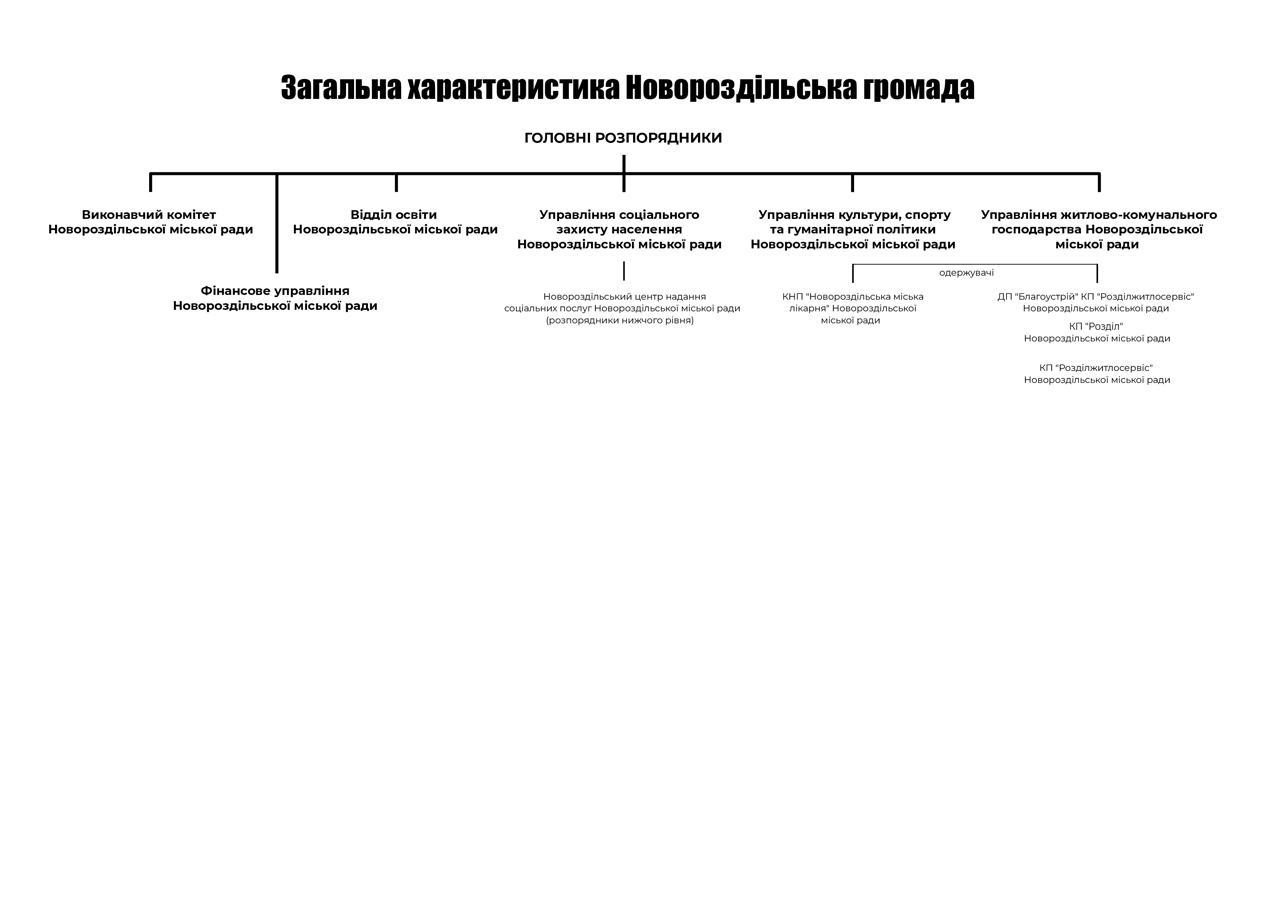 Загальна характеристика Новороздільська громада
ГОЛОВНІ РОЗПОРЯДНИКИ
Виконавчий комітет
Новороздільської міської ради
Фінансове управління
Новороздільської міської ради
Відділ освіти
Новороздільської міської ради
Управління соціального
захисту населення
Новороздільської міської ради
Новороздільський центр надання
соціальних послуг Новороздільської міської ради
(розпорядники нижчого рівня)
Управління культури, спорту
та гуманітарної політики
Новороздільської міської ради
Управління житлово-комунального
господарства Новороздільської
міської ради
одержувачі
КНП "Новороздільська міська
лікарня" Новороздільської
міської ради
ДП "Благоустрій" КП "Розділжитлосервіс"
Новороздільської міської ради
КП "Розділ"
Новороздільської міської ради
КП "Розділжитлосервіс"
Новороздільської міської ради